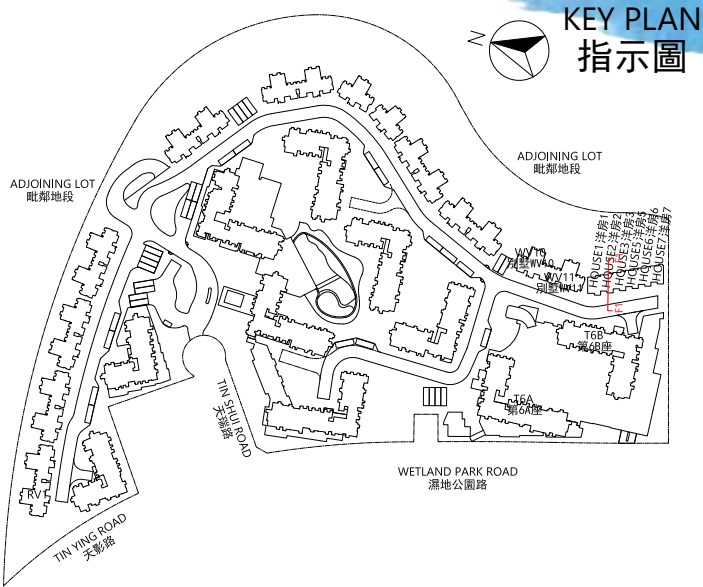 KEY PLAN
指示圖
N
ADJOINING LOT
毗鄰地段
ADJOINING LOT
毗鄰地段
HOUSE1 洋房1
HOUSE2 洋房2
HOUSE3 洋房3
HOUSE5 洋房5
HOUSE6 洋房6
HOUSE7 洋房7
WV10
別墅WV10
WV11
別墅WV11
F1
T6B
第6B座
T6A
第6A座
TIN SHUI ROAD
天瑞路
WETLAND PARK ROAD
濕地公園路
RV1
TIN YING ROAD
天影路